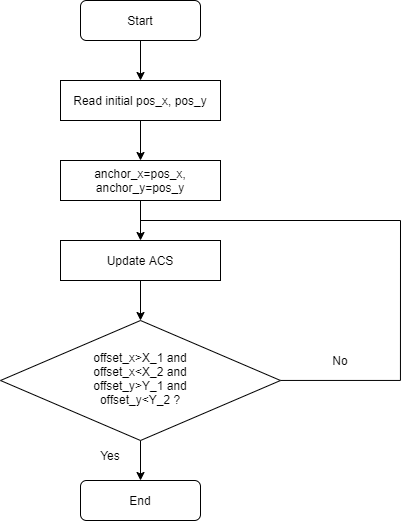 Start
Read initial pos_x, pos_y
anchor_x=pos_x,
anchor_y=pos_y
Update ACS
offset_x>X_1 and
offset_x<X_2 and
offset_y>Y_1 and
offset_y<Y_2 ?
No
Yes
End